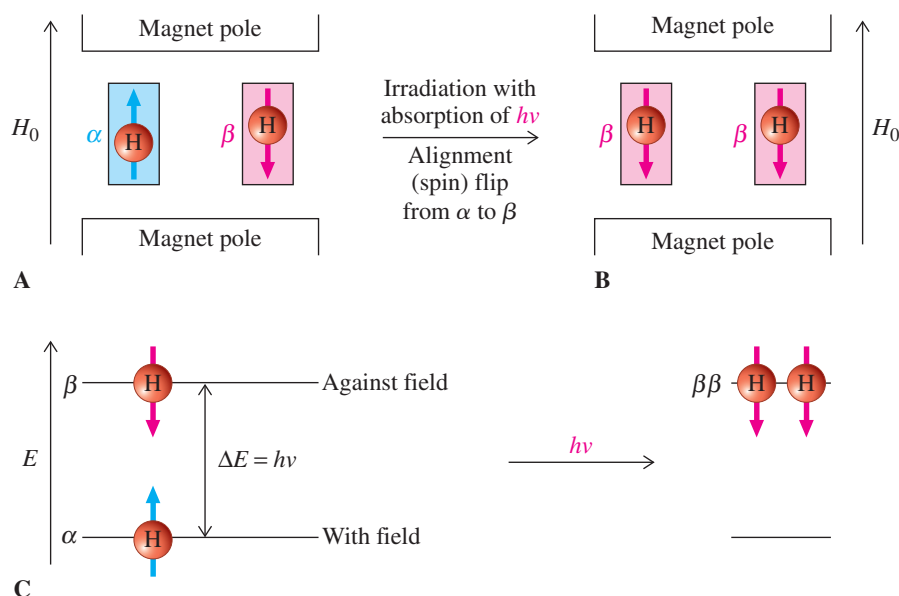 Magnet pole
H₀
α
H
β
H
Magnet pole
A
Irradiation with
absorption of hν
Alignment
(spin) flip
from α to β
Magnet pole
β
H
β
H
H₀
Magnet pole
B
E
β
H
Against field
ΔE = hν
α
H
With field
C
hν
ββ
H
H